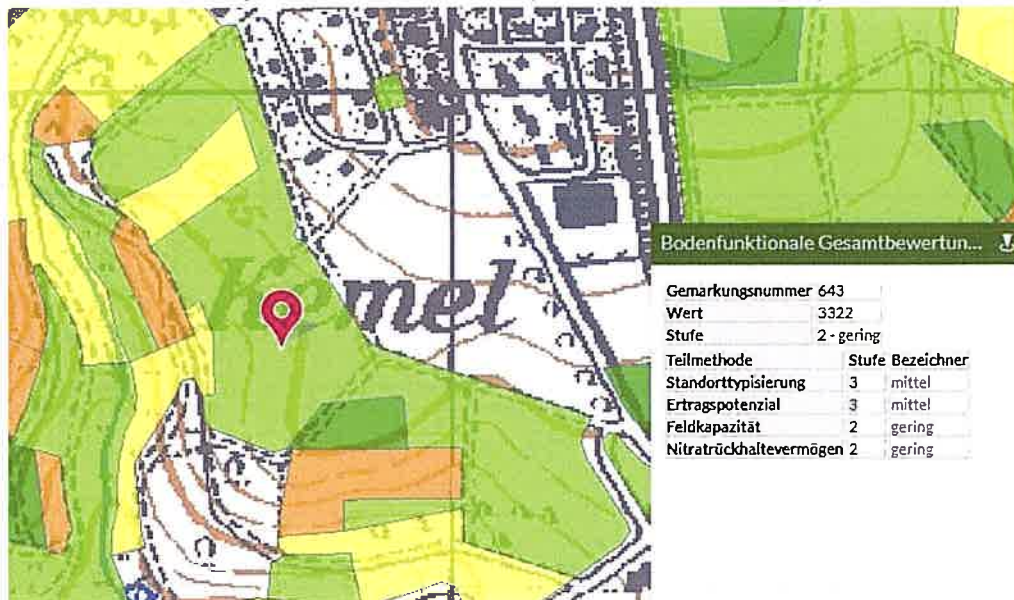 Kemel
Bodenfunktionale Gesamtbewertun...
Gemarkungsnummer 643
Wert 3322
Stufe 2 - gering
Teilmethode Stufe Bezeichner
Standorttypisierung 3 mittel
Ertragspotenzial 3 mittel
Feldkapazität 2 gering
Nitratrückhaltevermögen 2 gering